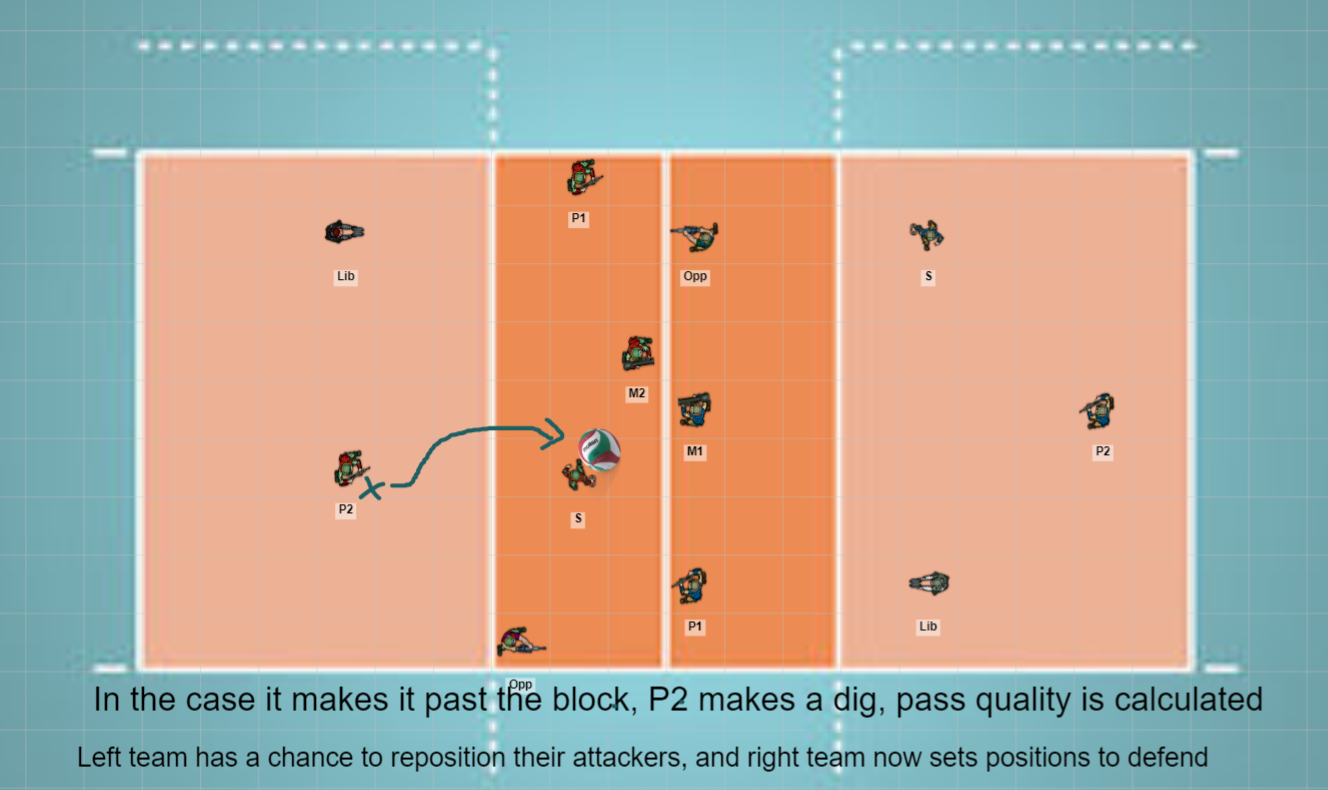 P1
Lib
Opp
S
M2
M1
P2
P2
S
P1
Lib
Opp
In the case it makes it past the block, P2 makes a dig, pass quality is calculated
Left team has a chance to reposition their attackers, and right team now sets positions to defend